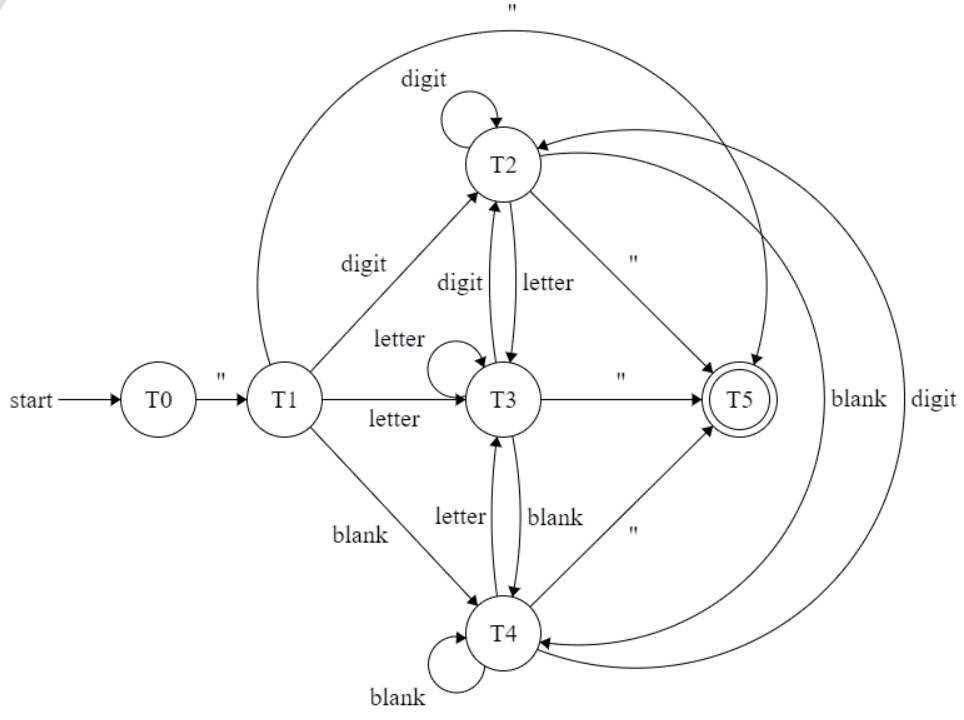 "
digit
T2
digit
"
digit
letter
letter
"
"
start
T0
T1
T3
T5
blank
digit
letter
letter
blank
blank
"
T4
blank